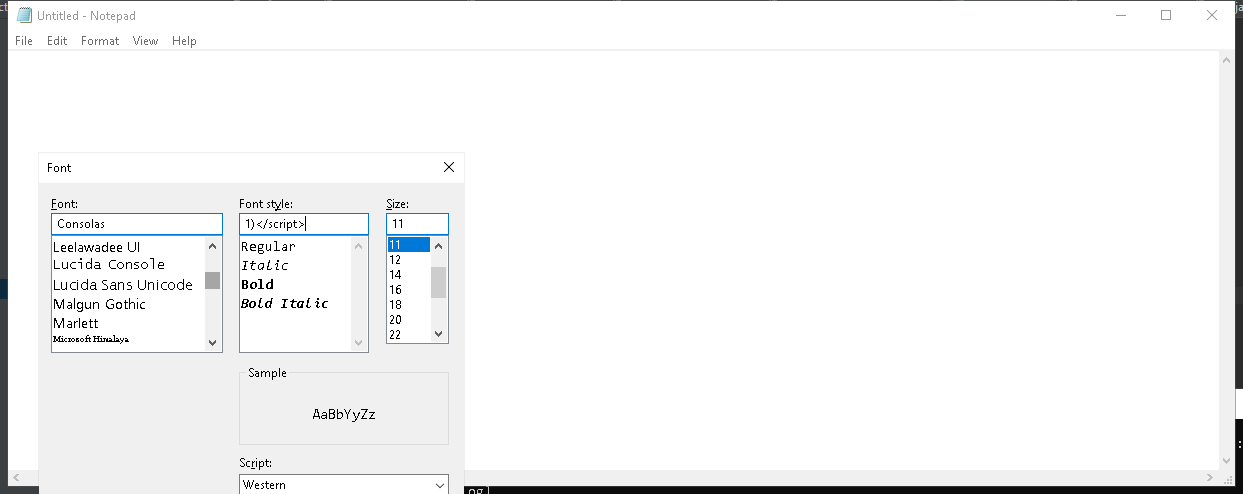 Untitled - Notepad
File Edit Format View Help
Font
Font: Font style: Size:
Consolas 1)</script> 11
Leelawadee UI Regular 11
Lucida Console Italic 12
Lucida Sans Unicode Bold 14
Malgun Gothic Bold Italic 16
Marlett 18
Microsoft Himalaya 20
22
Sample
AaBbYyZz
Script:
Western